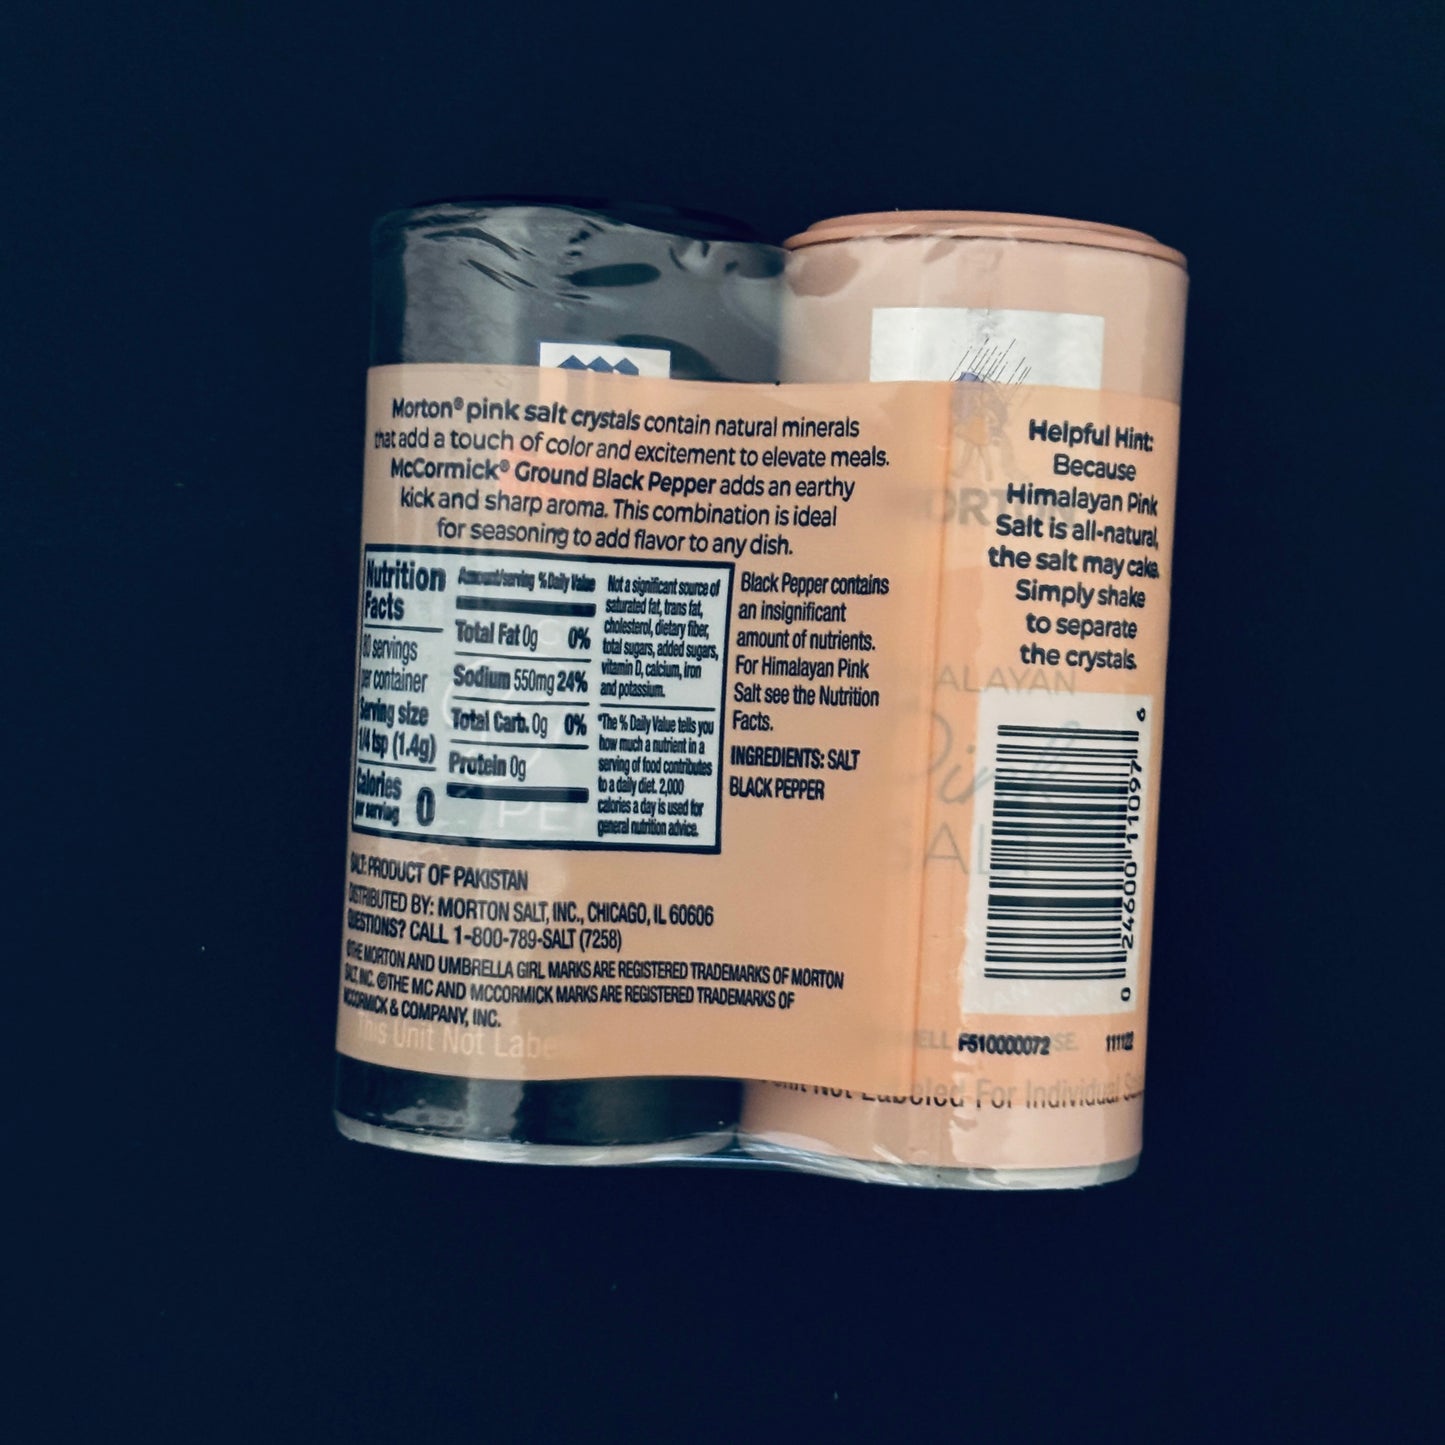 Morton® pink salt crystals contain natural minerals
that add a touch of color and excitement to elevate meals.
McCormick® Ground Black Pepper adds an earthy
kick and sharp aroma. This combination is ideal
for seasoning to add flavor to any dish.
Nutrition
Facts
80 servings
per container
Serving size
1/4 tsp (1.4g)
Calories
per serving 0
Amount/serving % Daily Value
Total Fat 0g 0%
Sodium 550mg 24%
Total Carb. 0g 0%
Protein 0g
Not a significant source of
saturated fat, trans fat,
cholesterol, dietary fiber,
total sugars, added sugars,
vitamin D, calcium, iron
and potassium.
*The % Daily Value tells you
how much a nutrient in a
serving of food contributes
to a daily diet. 2,000
calories a day is used for
general nutrition advice.
Black Pepper contains
an insignificant
amount of nutrients.
For Himalayan Pink
Salt see the Nutrition
Facts.
INGREDIENTS: SALT
BLACK PEPPER
SALT: PRODUCT OF PAKISTAN
DISTRIBUTED BY: MORTON SALT, INC., CHICAGO, IL 60606
QUESTIONS? CALL 1-800-789-SALT (7258)
©THE MORTON AND UMBRELLA GIRL MARKS ARE REGISTERED TRADEMARKS OF MORTON
SALT, INC. ©THE MC AND MCCORMICK MARKS ARE REGISTERED TRADEMARKS OF
MCCORMICK & COMPANY, INC.
This Unit Not Labe
Helpful Hint:
Because
Himalayan Pink
Salt is all-natural,
the salt may cake.
Simply shake
to separate
the crystals.
ORTON
ALAYAN
Pink
SALT
0 24600 11097 6
F510000072
111122
Unit Not Labeled For Individual